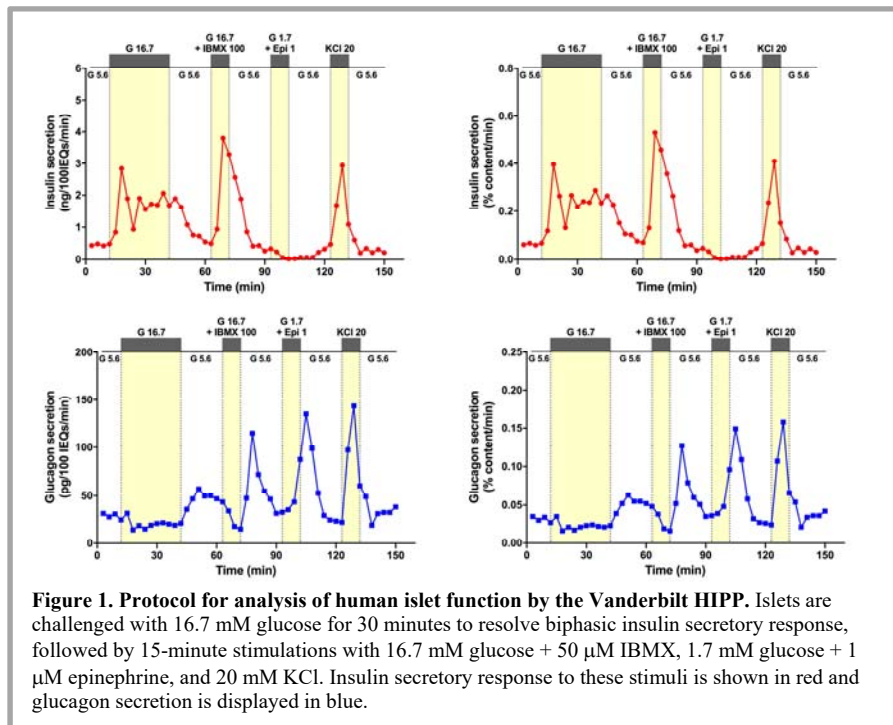 G 16.7
G 16.7
+ IBMX 100
G 1.7
+ Epi 1
KCl 20
G 5.6
G 5.6
G 5.6
G 5.6
G 5.6
6
5
4
3
2
1
0
Insulin secretion
(ng/100IEQs/min)
0
30
60
90
120
150
Time (min)
G 16.7
G 16.7
+ IBMX 100
G 1.7
+ Epi 1
KCl 20
G 5.6
G 5.6
G 5.6
G 5.6
G 5.6
0.8
0.6
0.4
0.2
0.0
Insulin secretion
(% content/min)
0
30
60
90
120
150
Time (min)
G 16.7
G 16.7
+ IBMX 100
G 1.7
+ Epi 1
KCl 20
G 5.6
G 5.6
G 5.6
G 5.6
G 5.6
200
150
100
50
0
Glucagon secretion
(pg/100 IEQs/min)
0
30
60
90
120
150
Time (min)
G 16.7
G 16.7
+ IBMX 100
G 1.7
+ Epi 1
KCl 20
G 5.6
G 5.6
G 5.6
G 5.6
G 5.6
0.25
0.20
0.15
0.10
0.05
0.00
Glucagon secretion
(% content/min)
0
30
60
90
120
150
Time (min)
Figure 1. Protocol for analysis of human islet function by the Vanderbilt HIPP. Islets are
challenged with 16.7 mM glucose for 30 minutes to resolve biphasic insulin secretory response,
followed by 15-minute stimulations with 16.7 mM glucose + 50 μM IBMX, 1.7 mM glucose + 1
μM epinephrine, and 20 mM KCl. Insulin secretory response to these stimuli is shown in red and
glucagon secretion is displayed in blue.